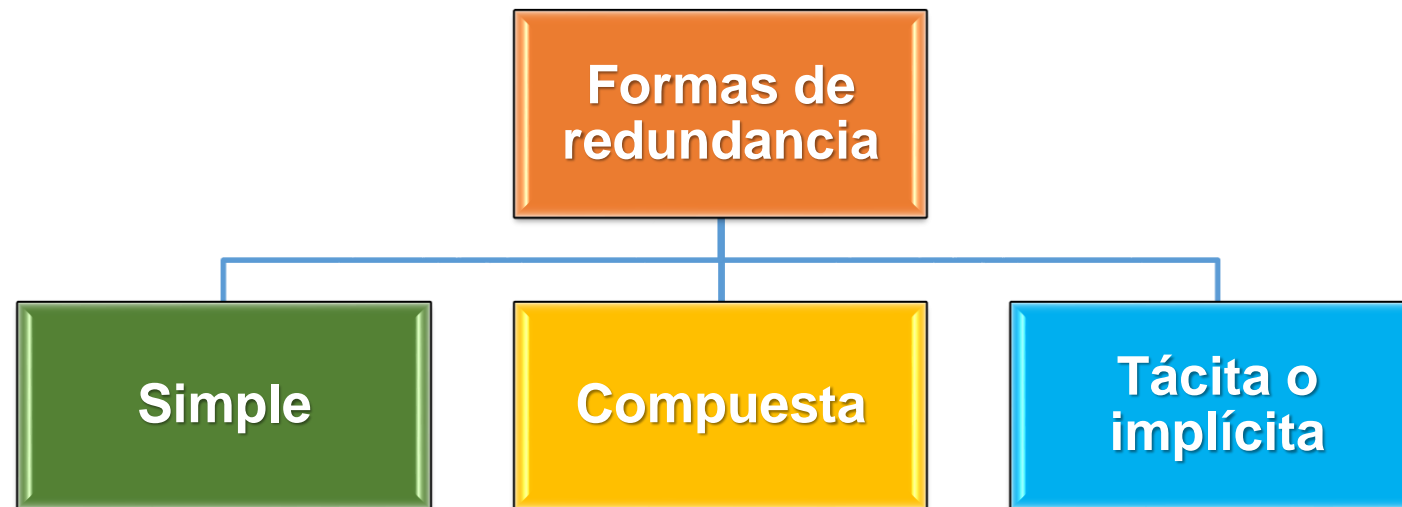 Formas de
redundancia
Simple
Compuesta
Tácita o
implícita